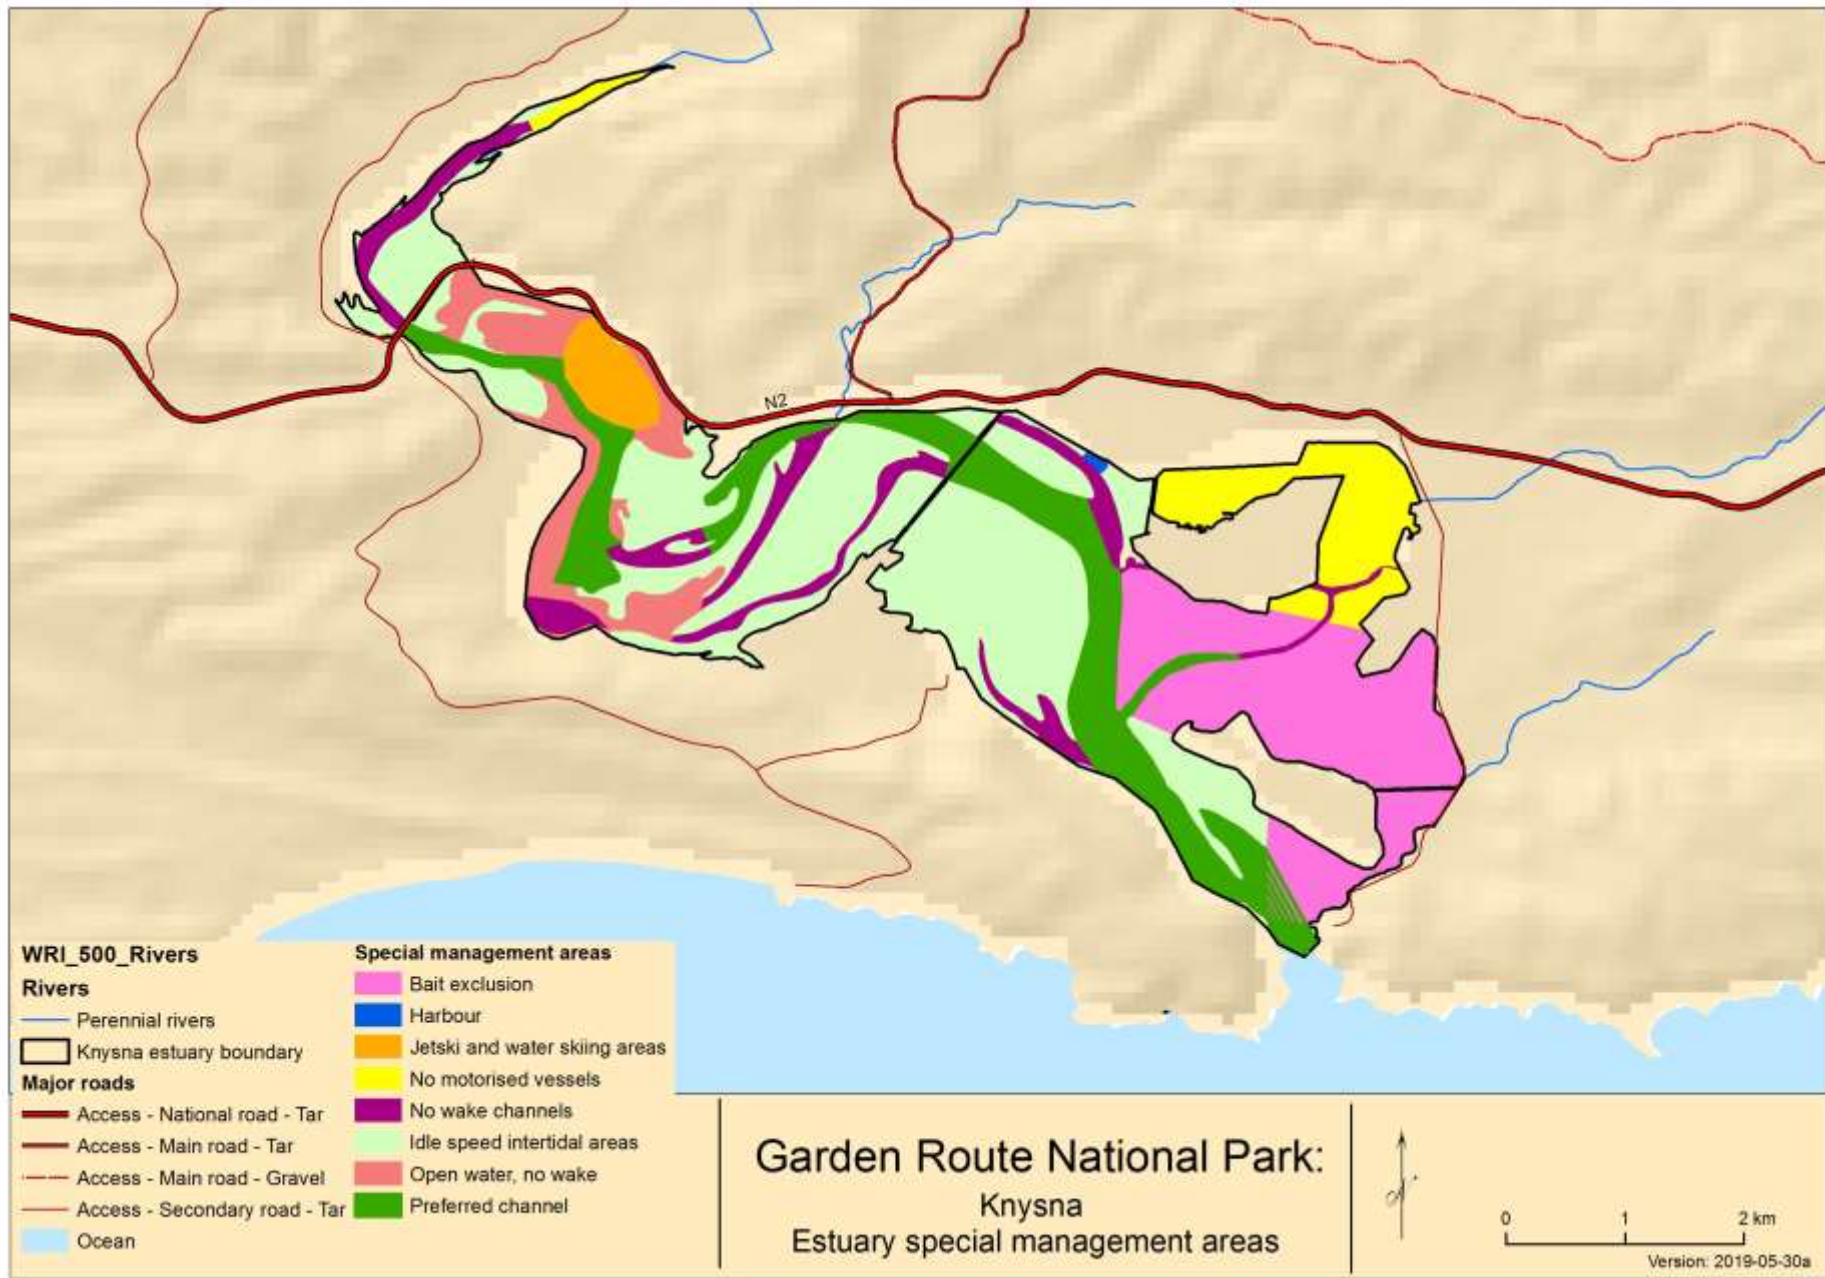 N2
WRI_500_Rivers
Rivers
Perennial rivers
Knysna estuary boundary
Major roads
Access - National road - Tar
Access - Main road - Tar
Access - Main road - Gravel
Access - Secondary road - Tar
Ocean
Special management areas
Bait exclusion
Harbour
Jetski and water skiing areas
No motorised vessels
No wake channels
Idle speed intertidal areas
Open water, no wake
Preferred channel
Garden Route National Park:
Knysna
Estuary special management areas
0 1 2 km
Version: 2019-05-30a